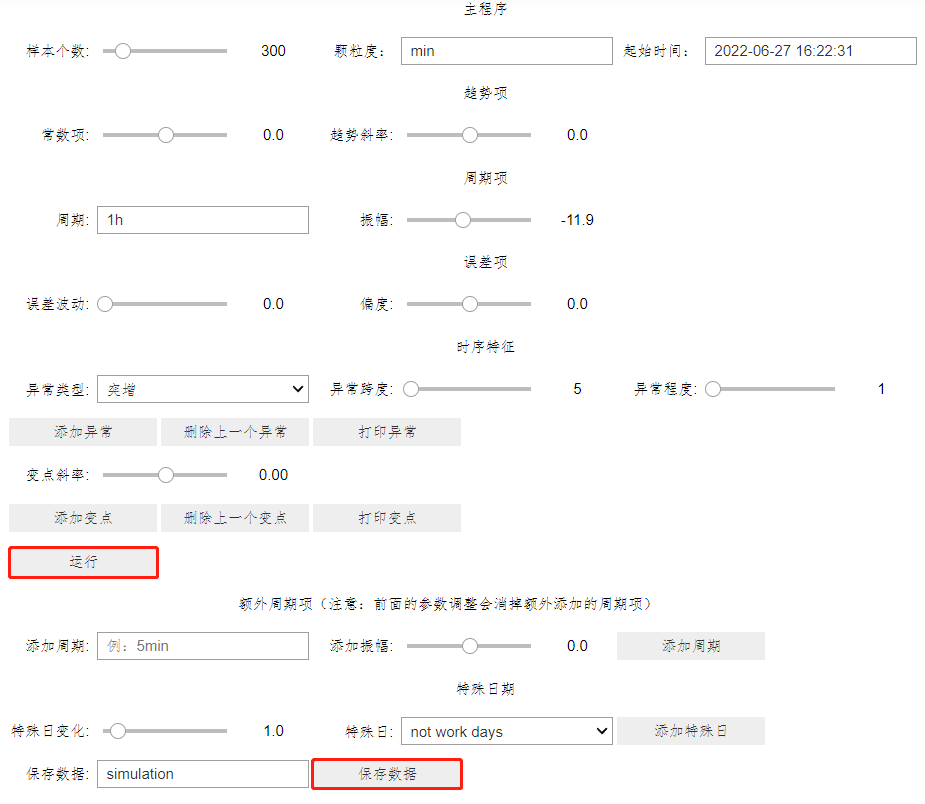 主程序
样本个数: 300 颗粒度: min 起始时间: 2022-06-27 16:22:31
趋势项
常数项: 0.0 趋势斜率: 0.0
周期项
周期: 1h 振幅: -11.9
误差项
误差波动: 0.0 偏度: 0.0
时序特征
异常类型: 突增 异常跨度: 5 异常程度: 1
添加异常 删除上一个异常 打印异常
变点斜率: 0.00
添加变点 删除上一个变点 打印变点
运行
额外周期项（注意: 前面的参数调整会消掉额外添加的周期项）
添加周期: 例: 5min 添加振幅: 0.0 添加周期
特殊日期
特殊日变化: 1.0 特殊日: not work days 添加特殊日
保存数据: simulation 保存数据